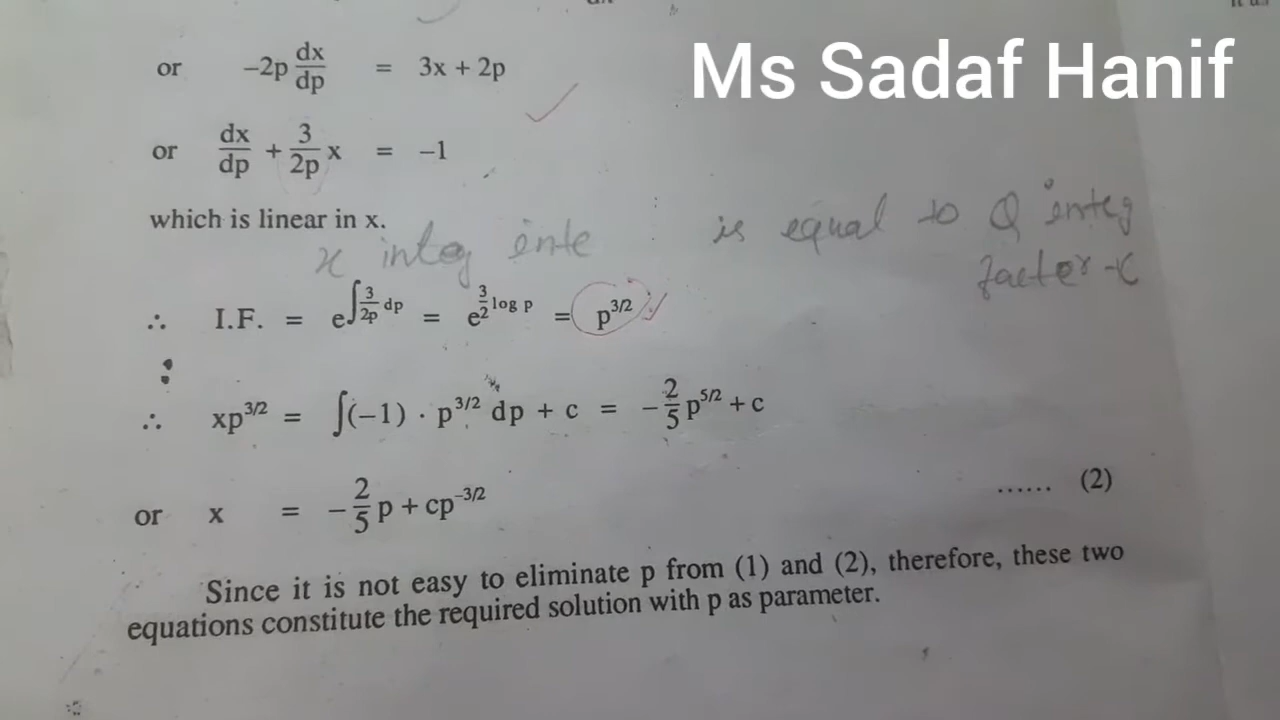 Ms Sadaf Hanif
or −2p dx/dp = 3x + 2p
or dx/dp + 3/2p x = −1
which is linear in x.
x integ inte is equal to Q integ
factor
∴ I.F. = e^∫3/2p dp = e^3/2 log p = p^3/2
∴ xp^3/2 = ∫(−1) · p^3/2 dp + c = −2/5 p^5/2 + c
or x = −2/5 p + cp^−3/2 ...... (2)
Since it is not easy to eliminate p from (1) and (2), therefore, these two
equations constitute the required solution with p as parameter.